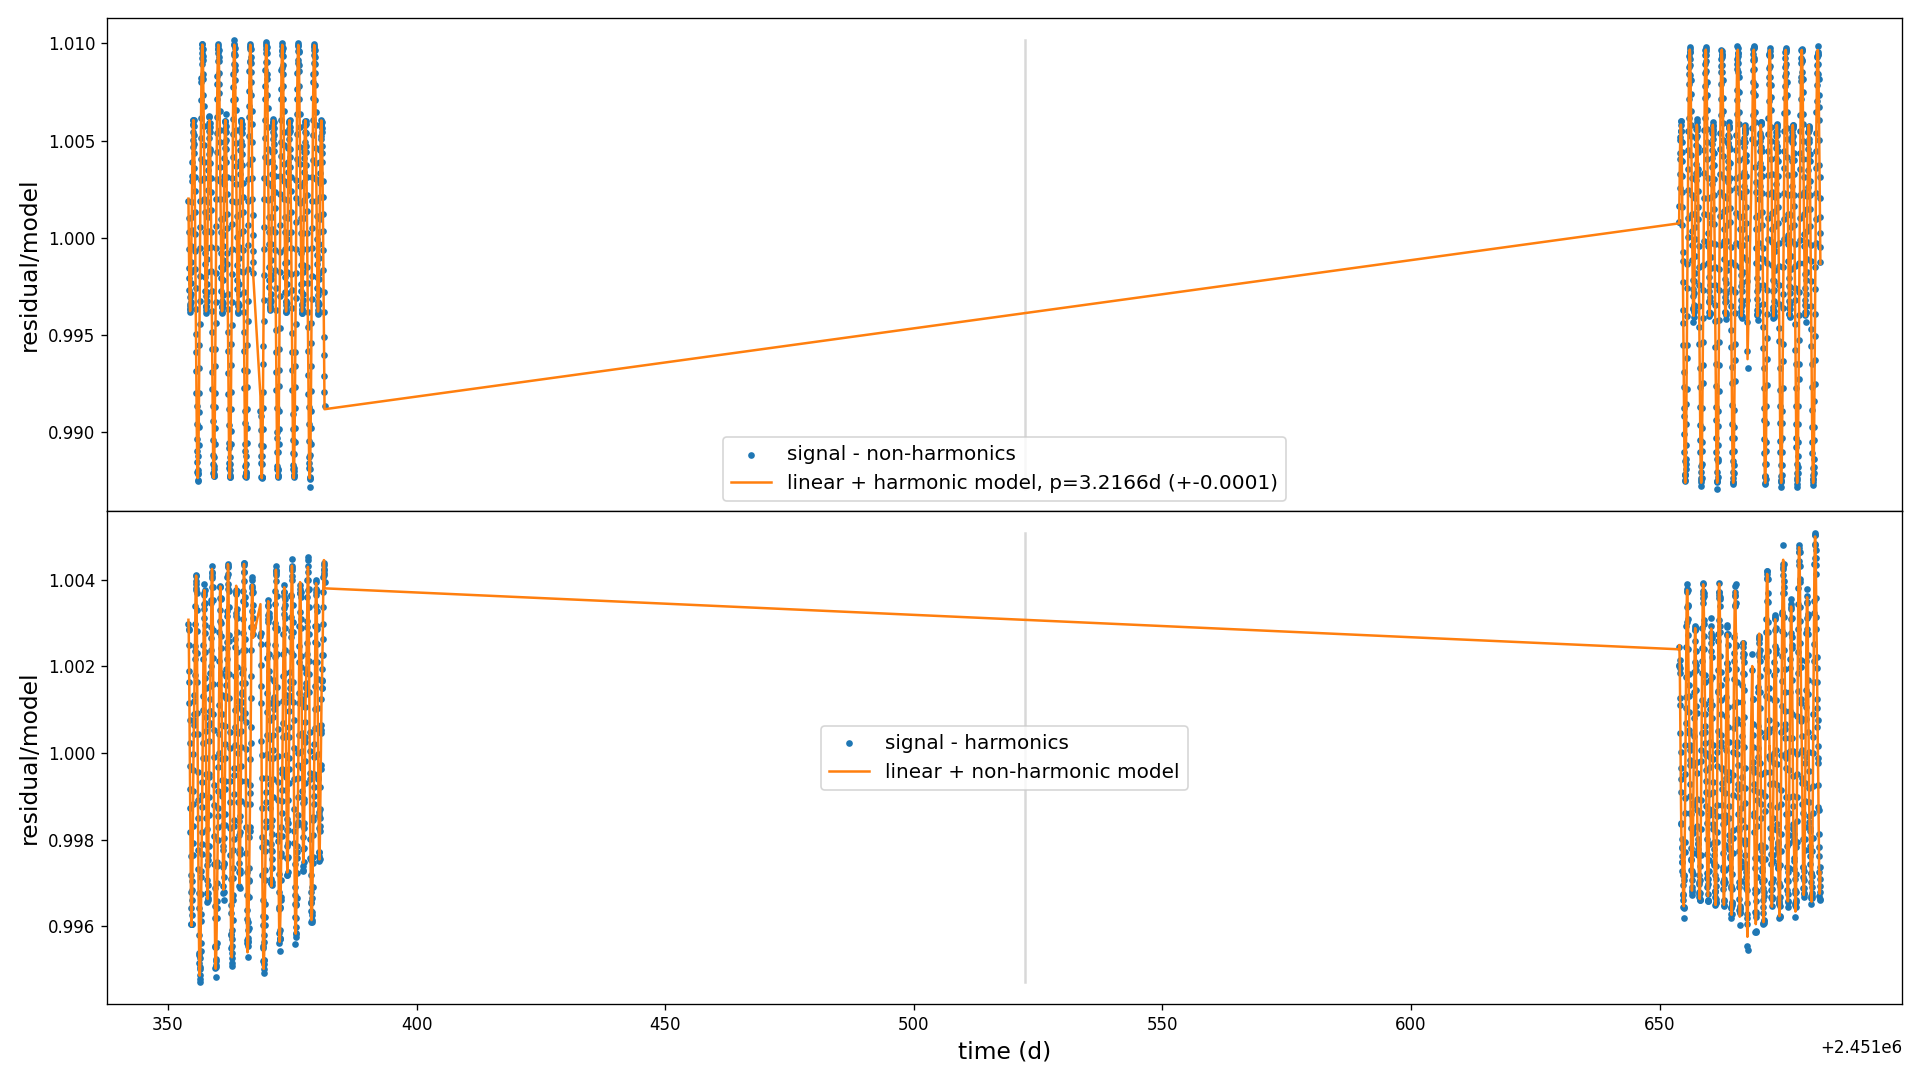 1.010
1.005
1.000
0.995
0.990
residual/model
signal - non-harmonics
linear + harmonic model, p=3.2166d (+-0.0001)
1.004
1.002
1.000
0.998
0.996
residual/model
signal - harmonics
linear + non-harmonic model
350 400 450 500 550 600 650
time (d)
+2.451e6